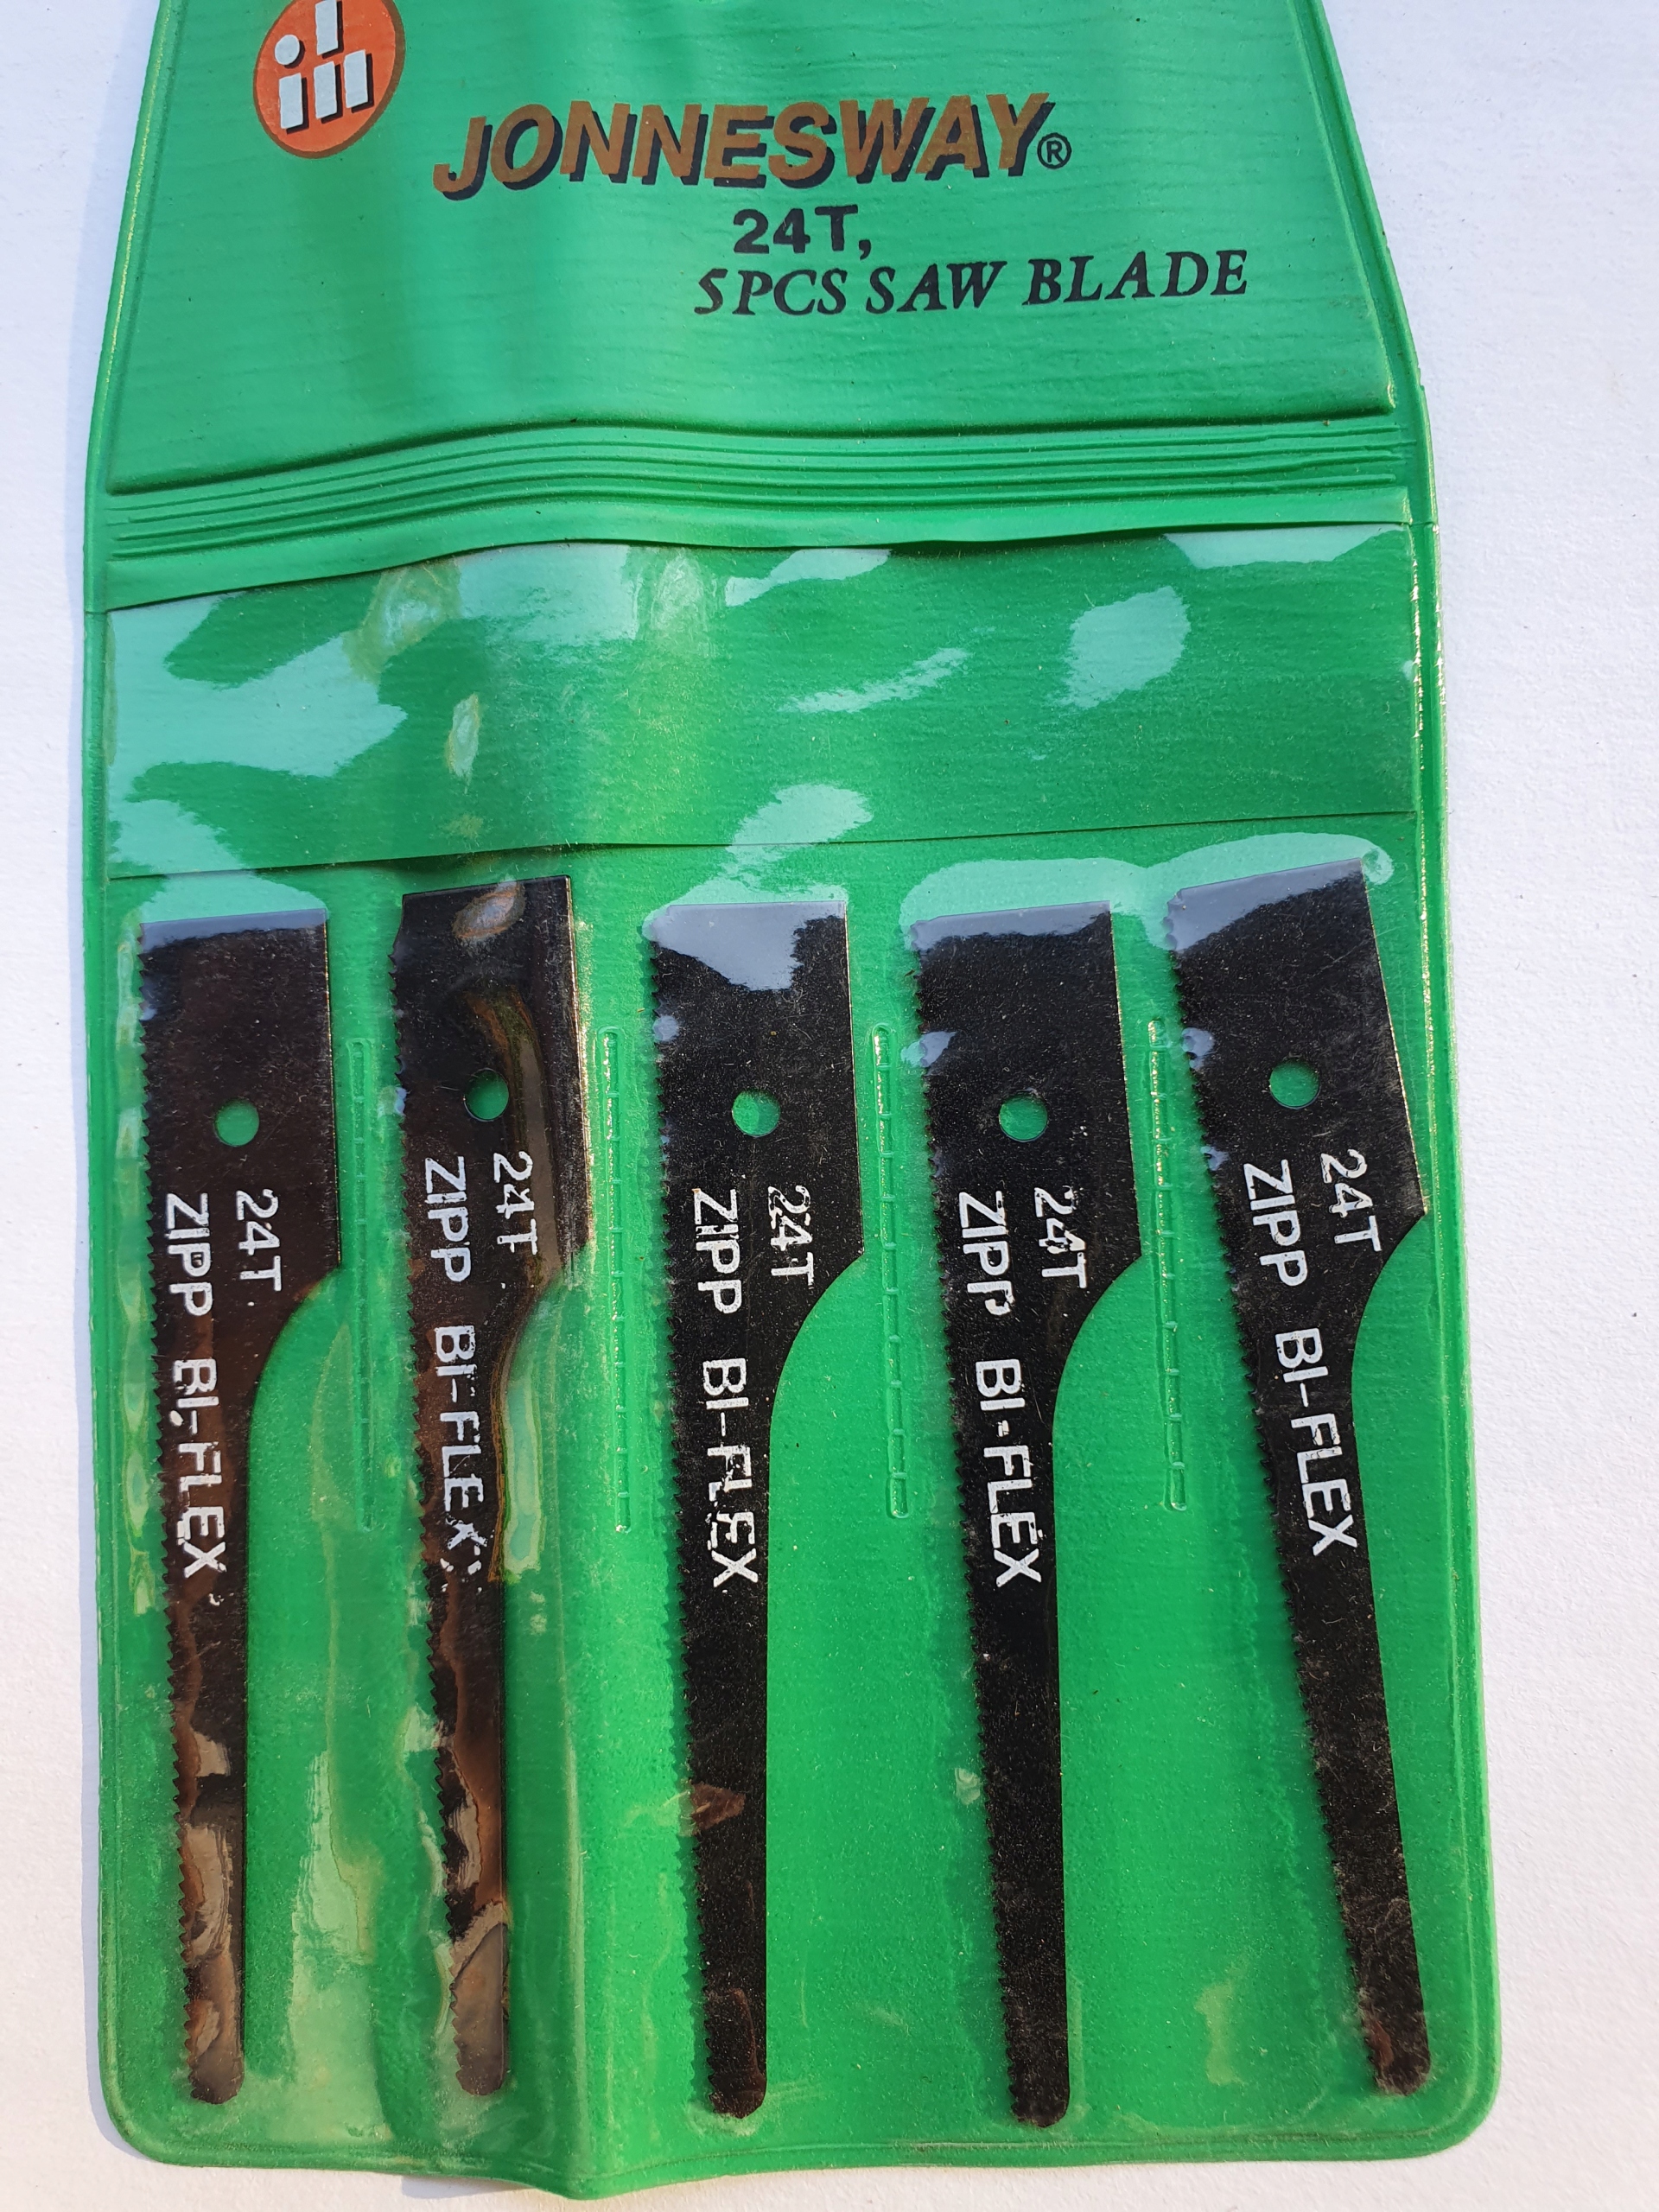 JONNESWAY®
24T,
5PCS SAW BLADE
24T
ZIPP BI-FLEX
24T
ZIPP BI-FLEX
24T
ZIPP BI-FLEX
24T
ZIPP BI-FLEX
24T
ZIPP BI-FLEX